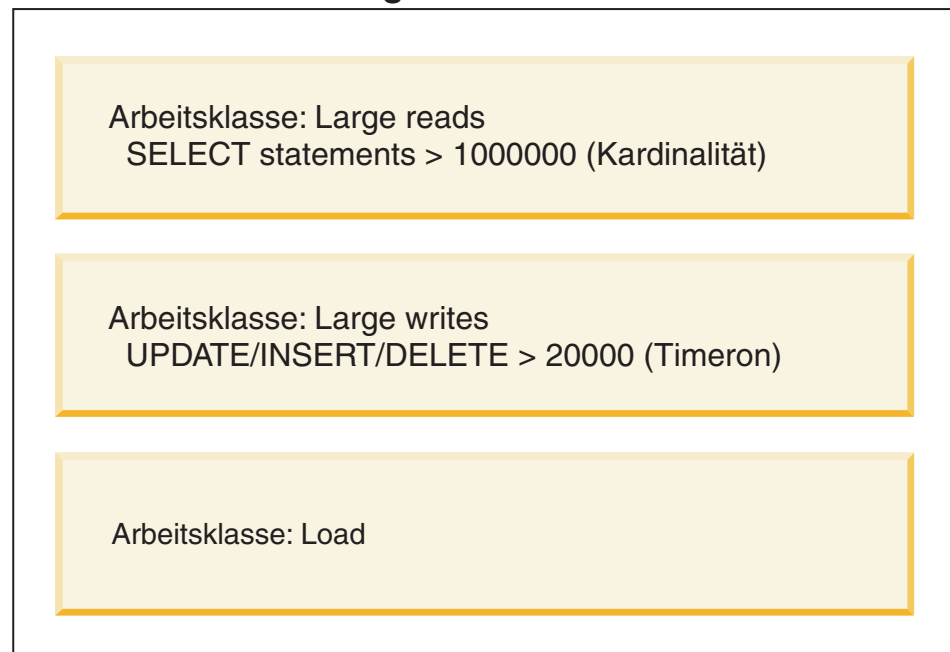 Arbeitsklasse: Large reads
SELECT statements > 1000000 (Kardinalität)
Arbeitsklasse: Large writes
UPDATE/INSERT/DELETE > 20000 (Timeron)
Arbeitsklasse: Load